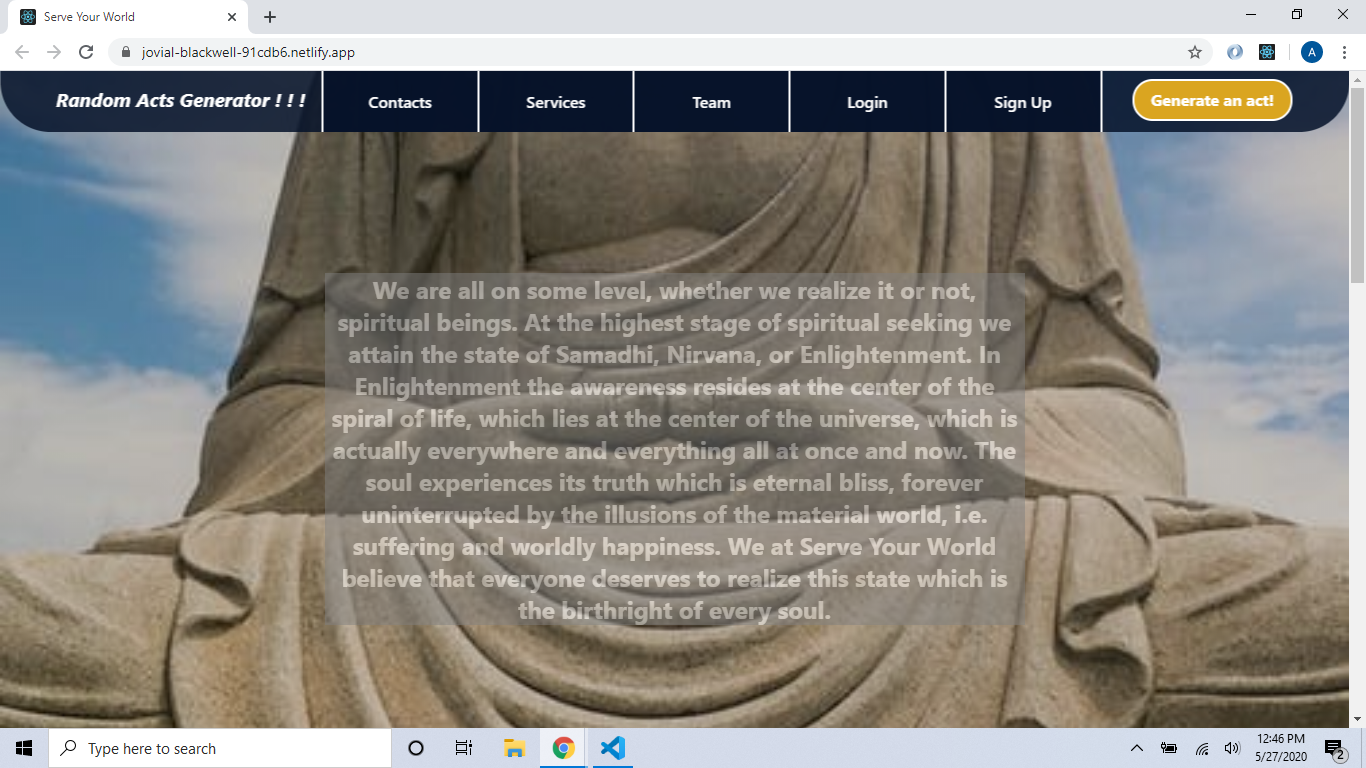 Serve Your World
jovial-blackwell-91cdb6.netlify.app
A
Random Acts Generator ! ! !
Contacts
Services
Team
Login
Sign Up
Generate an act!
We are all on some level, whether we realize it or not,
spiritual beings. At the highest stage of spiritual seeking we
attain the state of Samadhi, Nirvana, or Enlightenment. In
Enlightenment the awareness resides at the center of the
spiral of life, which lies at the center of the universe, which is
actually everywhere and everything all at once and now. The
soul experiences its truth which is eternal bliss, forever
uninterrupted by the illusions of the material world, i.e.
suffering and worldly happiness. We at Serve Your World
believe that everyone deserves to realize this state which is
the birthright of every soul.
Type here to search
12:46 PM
5/27/2020
2